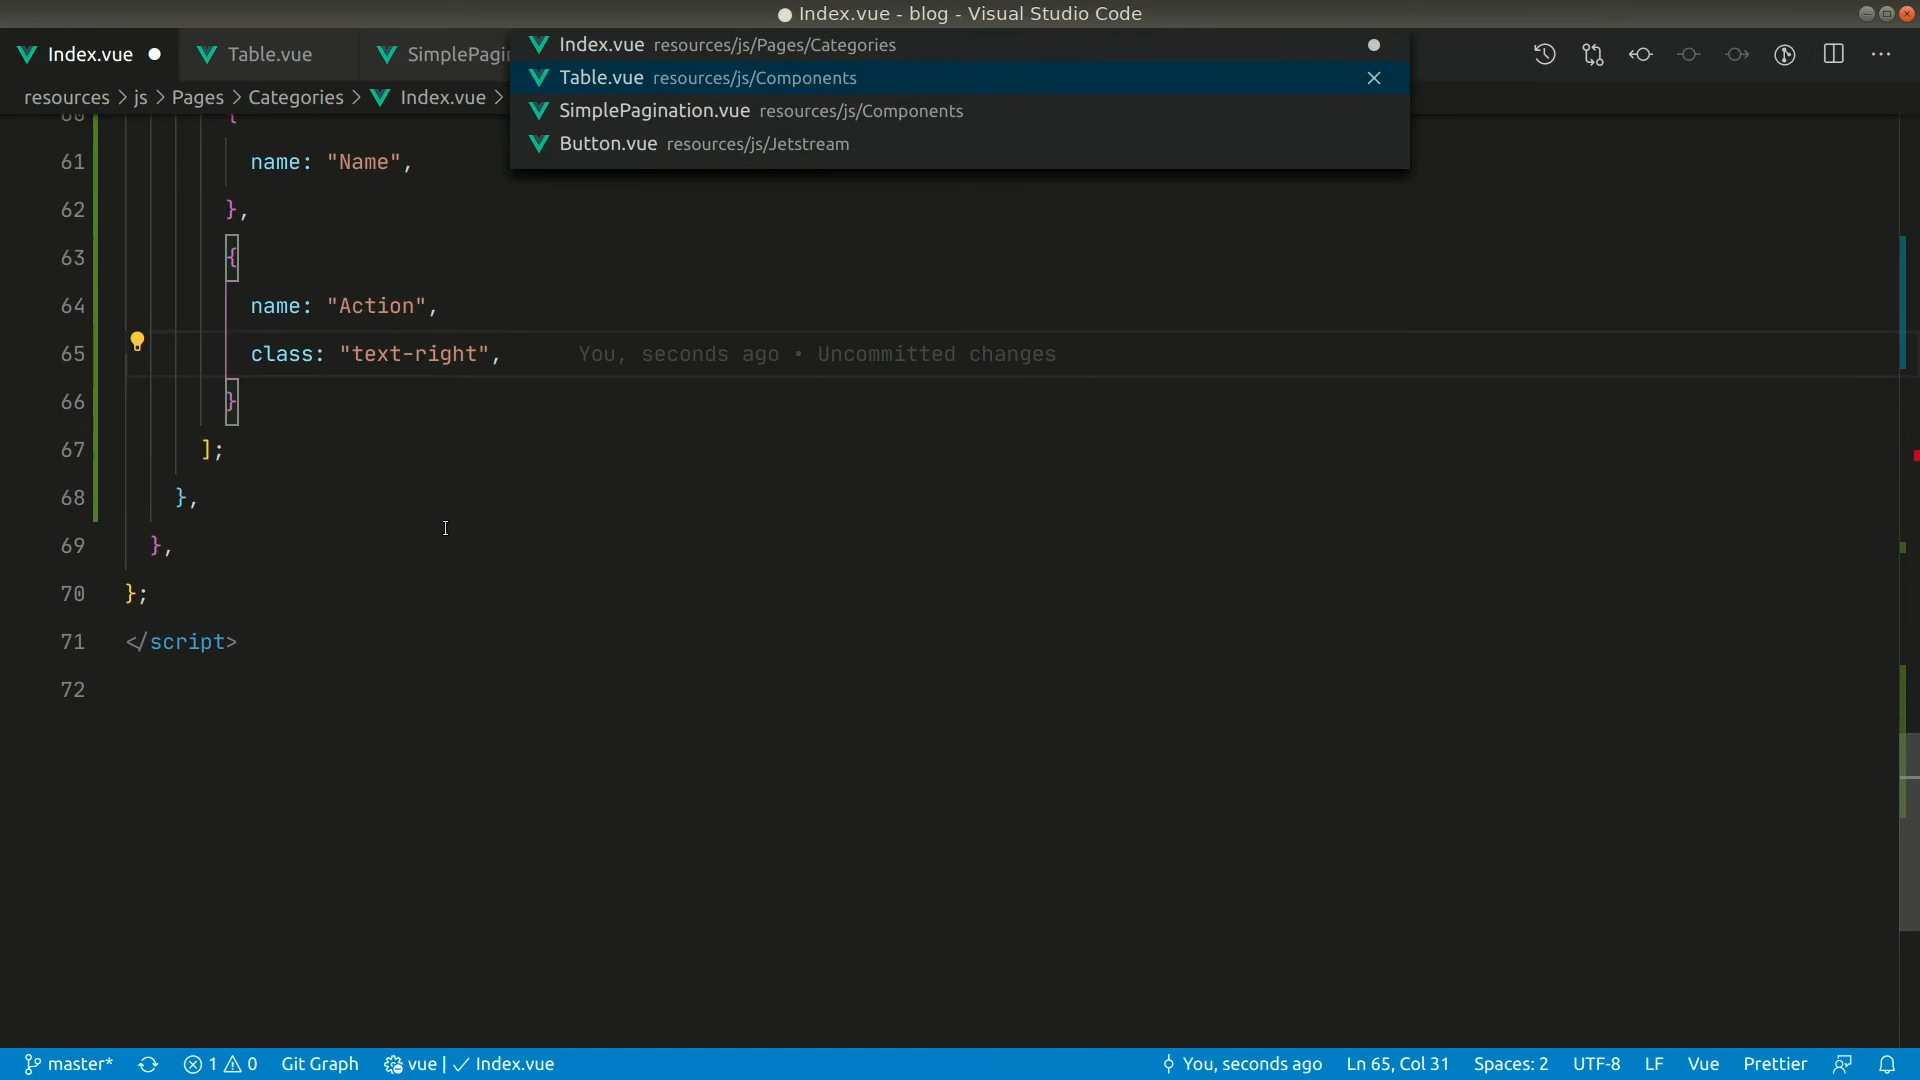 Index.vue - blog - Visual Studio Code
Index.vue
Table.vue
SimplePagi
Index.vue resources/js/Pages/Categories
Table.vue resources/js/Components
SimplePagination.vue resources/js/Components
Button.vue resources/js/Jetstream
resources > js > Pages > Categories > Index.vue >
60 {
61 name: "Name",
62 },
63 {
64 name: "Action",
65 class: "text-right", You, seconds ago • Uncommitted changes
66 }
67 ];
68 },
69 },
70 };
71 </script>
72
master* 1 0 Git Graph vue | ✓ Index.vue You, seconds ago Ln 65, Col 31 Spaces: 2 UTF-8 LF Vue Prettier